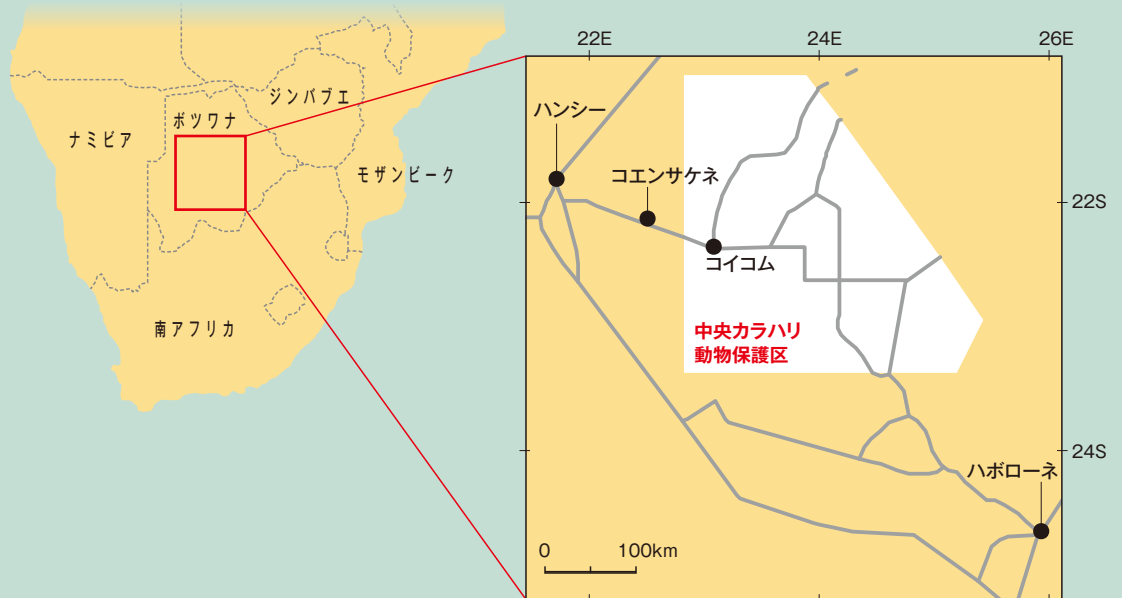 ジンバブエ
ボツワナ
ナミビア
モザンビーク
南アフリカ
22E
24E
26E
ハンシー
コエンサケネ
22S
コイコム
中央カラハリ
動物保護区
24S
ハボローネ
0 100km